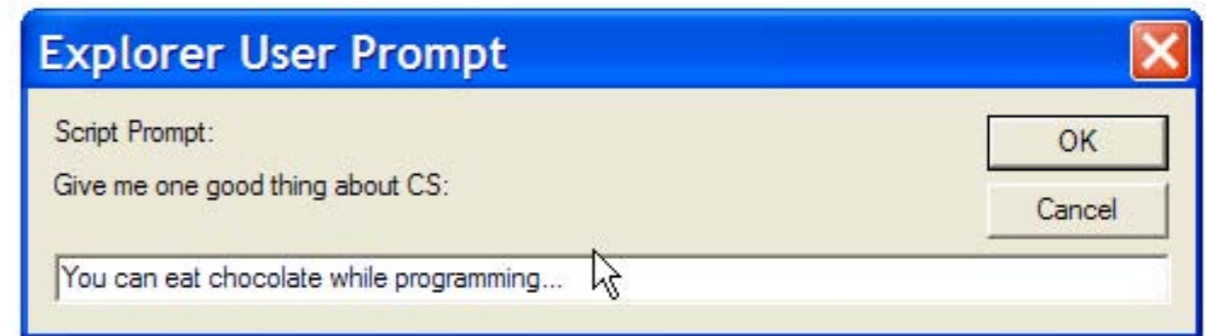 Explorer User Prompt
Script Prompt:
OK
Give me one good thing about CS:
Cancel
You can eat chocolate while programming...